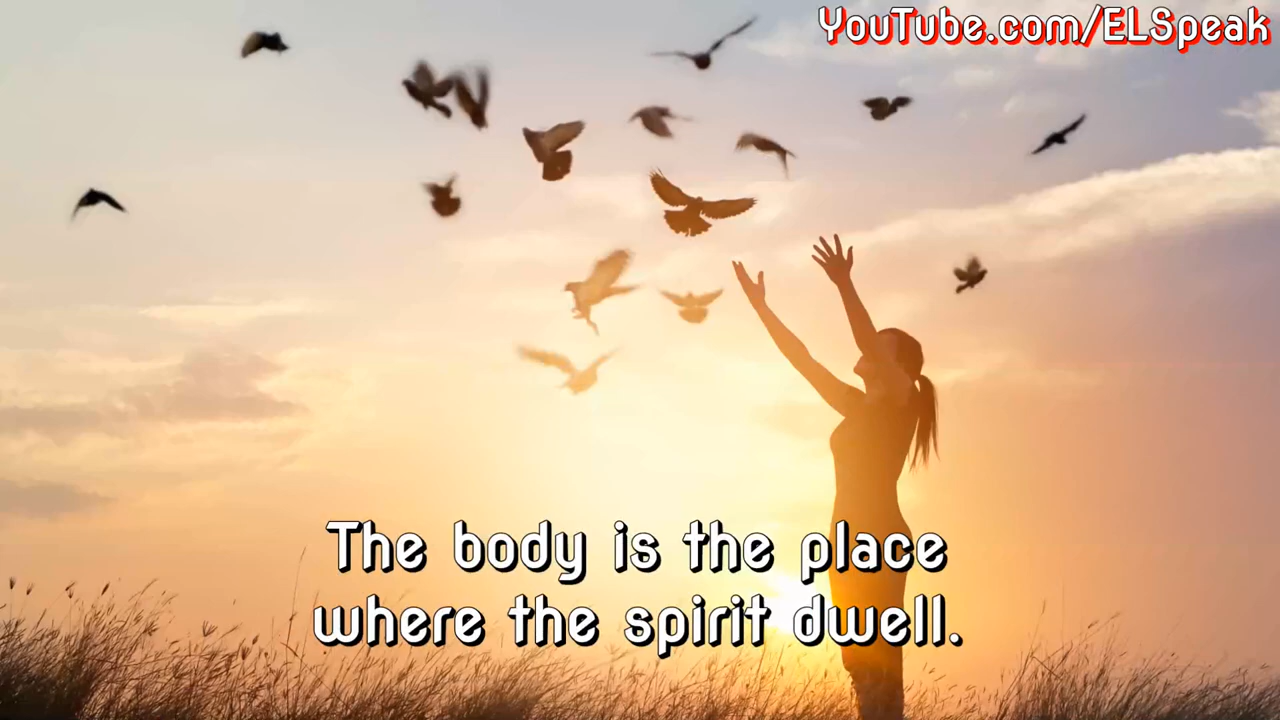 YouTube.com/ELSpeak
The body is the place
where the spirit dwell.